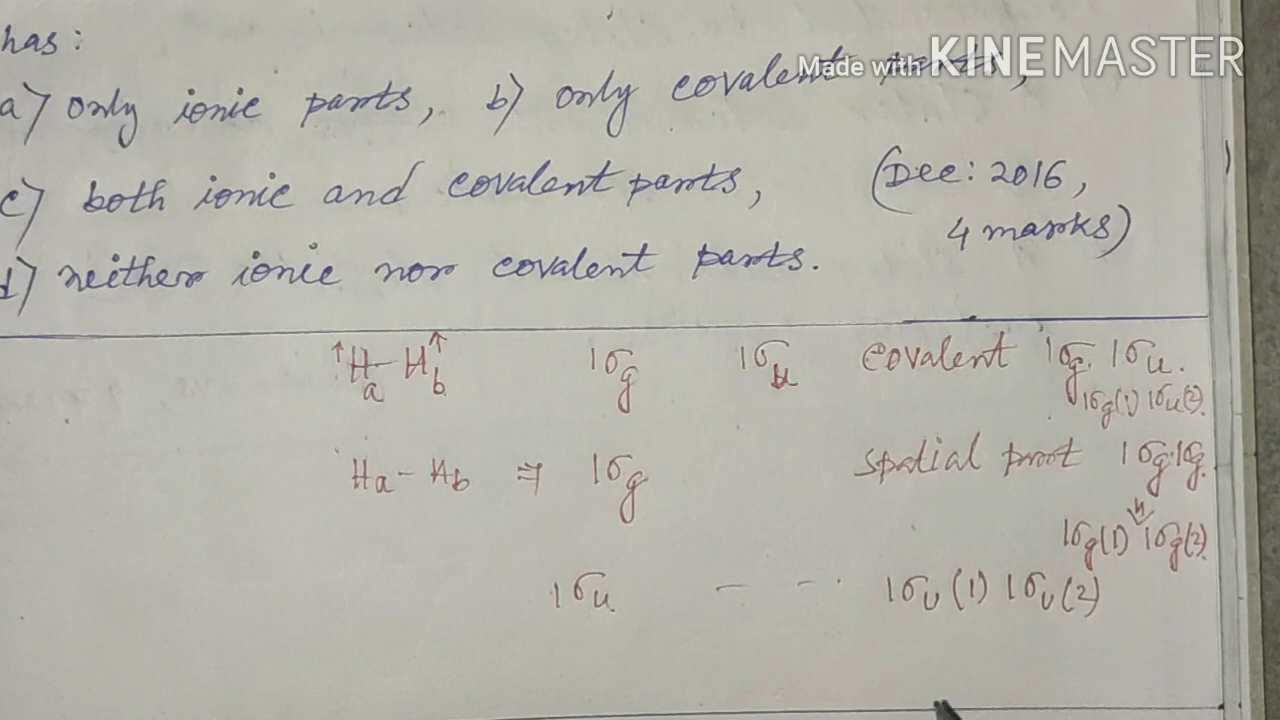 has:
Made with KINEMASTER
a) only ionic parts, b) only covalent parts,
c) both ionic and covalent parts, (Dec: 2016,
4 marks)
d) neither ionic nor covalent parts.
↑Ha - Hb↑ 1σg 1σu covalent 1σg 1σu.
1σg(1) 1σu(2).
Ha - Hb ⇒ 1σg spatial part 1σg.1σg.
1σg(1) 1σg(2).
1σu - - - . 1σu(1) 1σu(2)